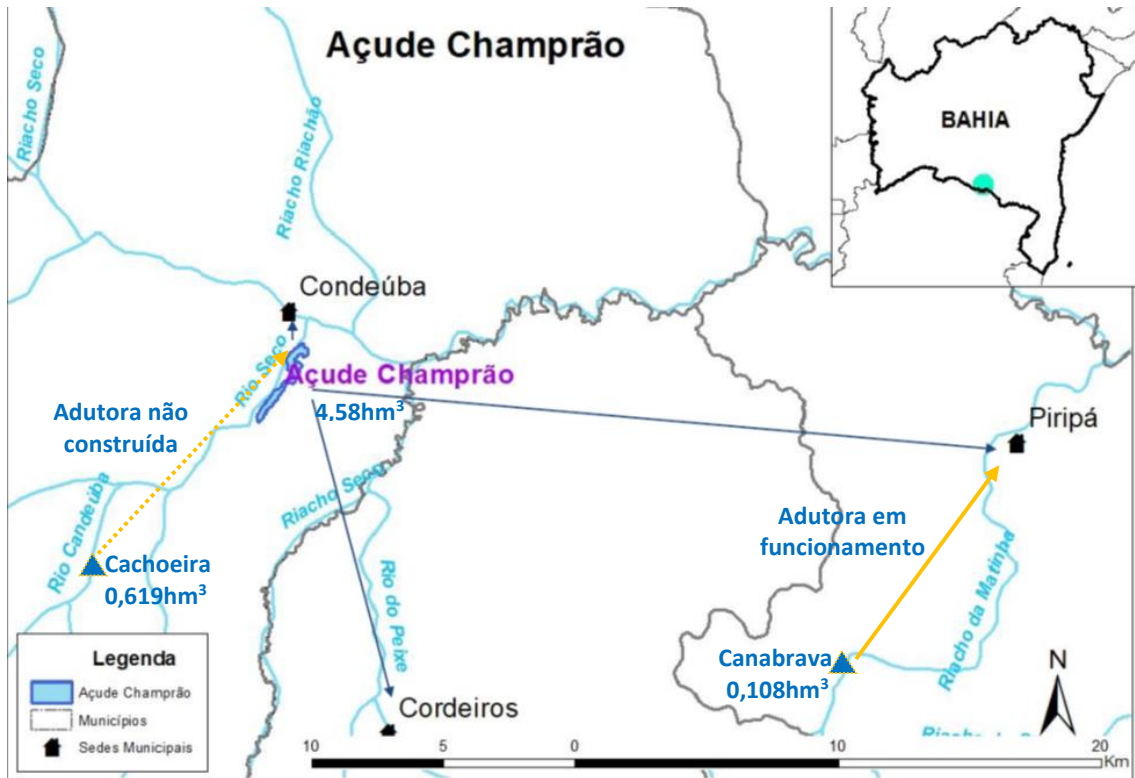 Açude Champrão
BAHIA
Riacho Seco
Riacho Riachão
Condeúba
Rio Seco
Açude Champrão
4,58hm³
Adutora não
construída
Piripá
Riacho Seco
Adutora em
funcionamento
Rio Candeúba
Cachoeira
0,619hm³
Rio do Peixe
Riacho da Matinha
Canabrava
0,108hm³
N
Cordeiros
Legenda
Açude Champrão
Municípios
Sedes Municipais
10 5 0 10 20
Km